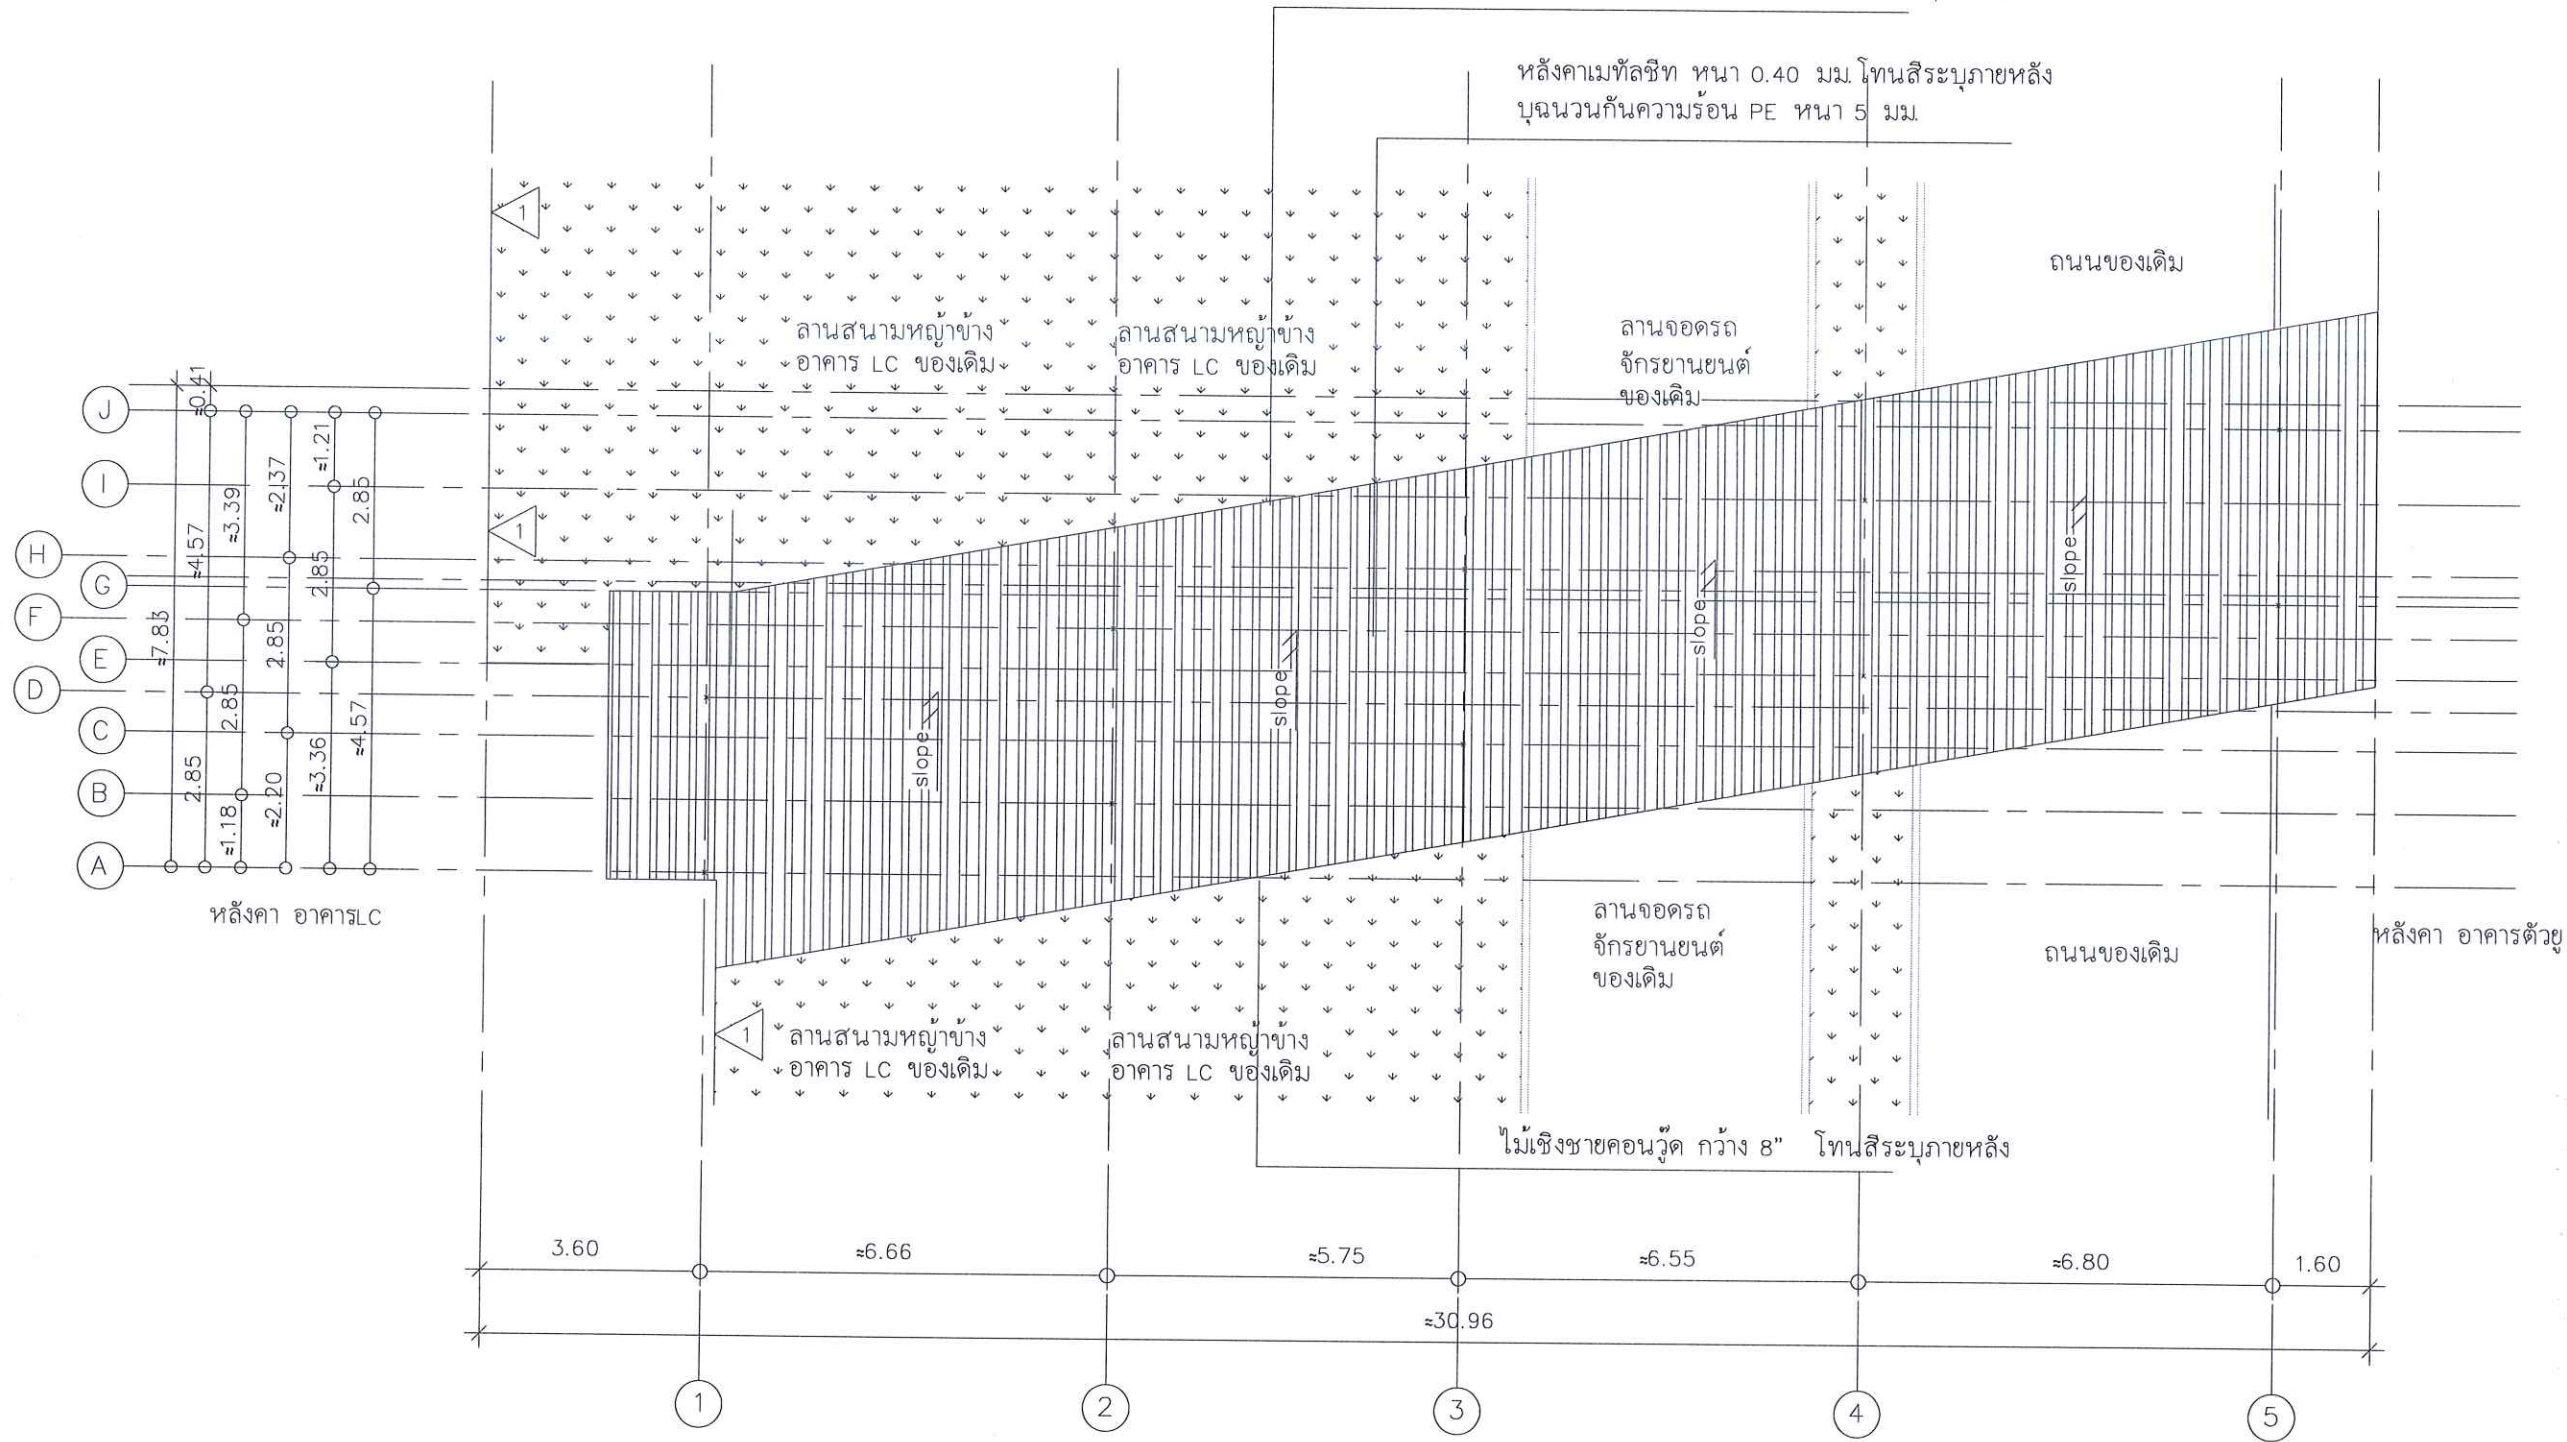 หลังคาเมทัลชีท หนา 0.40 มม. โทนสีระบุภายหลัง
บุฉนวนกันความร้อน PE หนา 5 มม.
1
ถนนของเดิม
ลานสนามหญ้าข้าง
อาคาร LC ของเดิม
ลานสนามหญ้าข้าง
อาคาร LC ของเดิม
ลานจอดรถ
จักรยานยนต์
ของเดิม
J
I
H
G
F
E
D
C
B
A
≈0.41
≈7.83
≈4.57
2.85
≈3.39
2.85
≈1.18
≈2.37
2.85
≈2.20
≈1.21
2.85
≈3.36
2.85
≈4.57
1
slope
slope
slope
slope
หลังคา อาคารLC
ลานจอดรถ
จักรยานยนต์
ของเดิม
ถนนของเดิม
หลังคา อาคารตัวยู
1
ลานสนามหญ้าข้าง
อาคาร LC ของเดิม
ลานสนามหญ้าข้าง
อาคาร LC ของเดิม
ไม้เชิงชายคอนวู๊ด กว้าง 8" โทนสีระบุภายหลัง
3.60
≈6.66
≈5.75
≈6.55
≈6.80
1.60
≈30.96
1
2
3
4
5